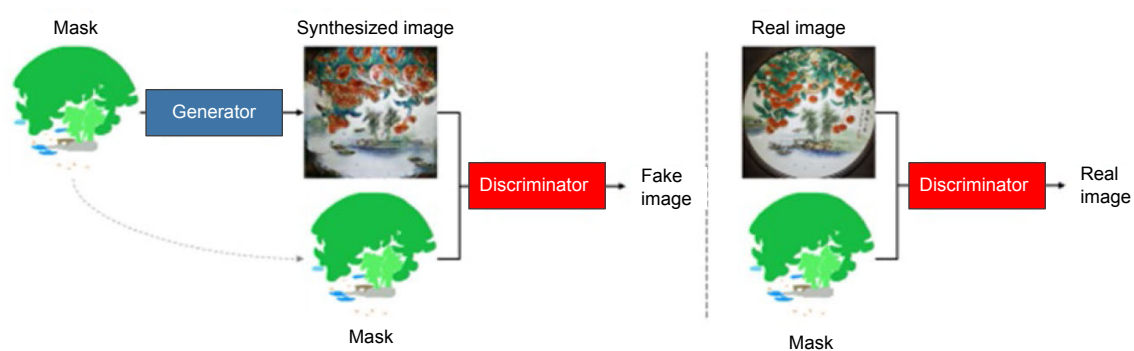 Mask
Synthesized image
Real image
Generator
Discriminator
Fake
image
Discriminator
Real
image
Mask
Mask